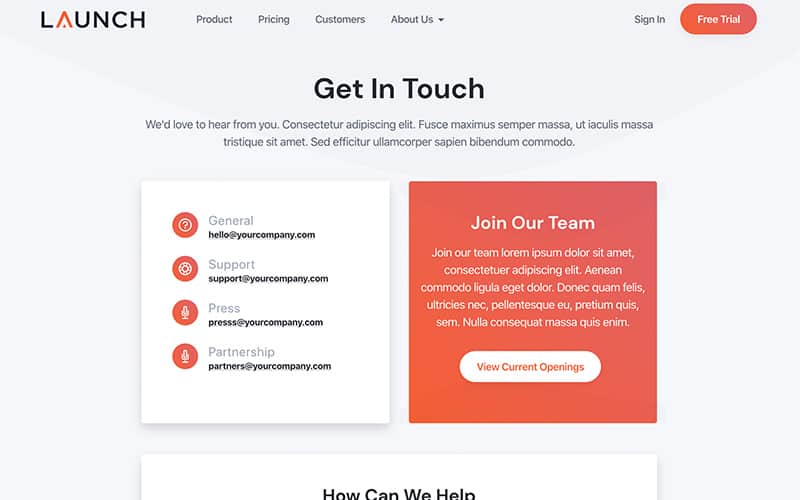 LAUNCH
Product
Pricing
Customers
About Us
Sign In
Free Trial
Get In Touch
We'd love to hear from you. Consectetur adipiscing elit. Fusce maximus semper massa, ut iaculis massa
tristique sit amet. Sed efficitur ullamcorper sapien bibendum commodo.
General
hello@yourcompany.com
Support
support@yourcompany.com
Press
presss@yourcompany.com
Partnership
partners@yourcompany.com
Join Our Team
Join our team lorem ipsum dolor sit amet,
consectetuer adipiscing elit. Aenean
commodo ligula eget dolor. Donec quam felis,
ultricies nec, pellentesque eu, pretium quis,
sem. Nulla consequat massa quis enim.
View Current Openings
How Can We Help